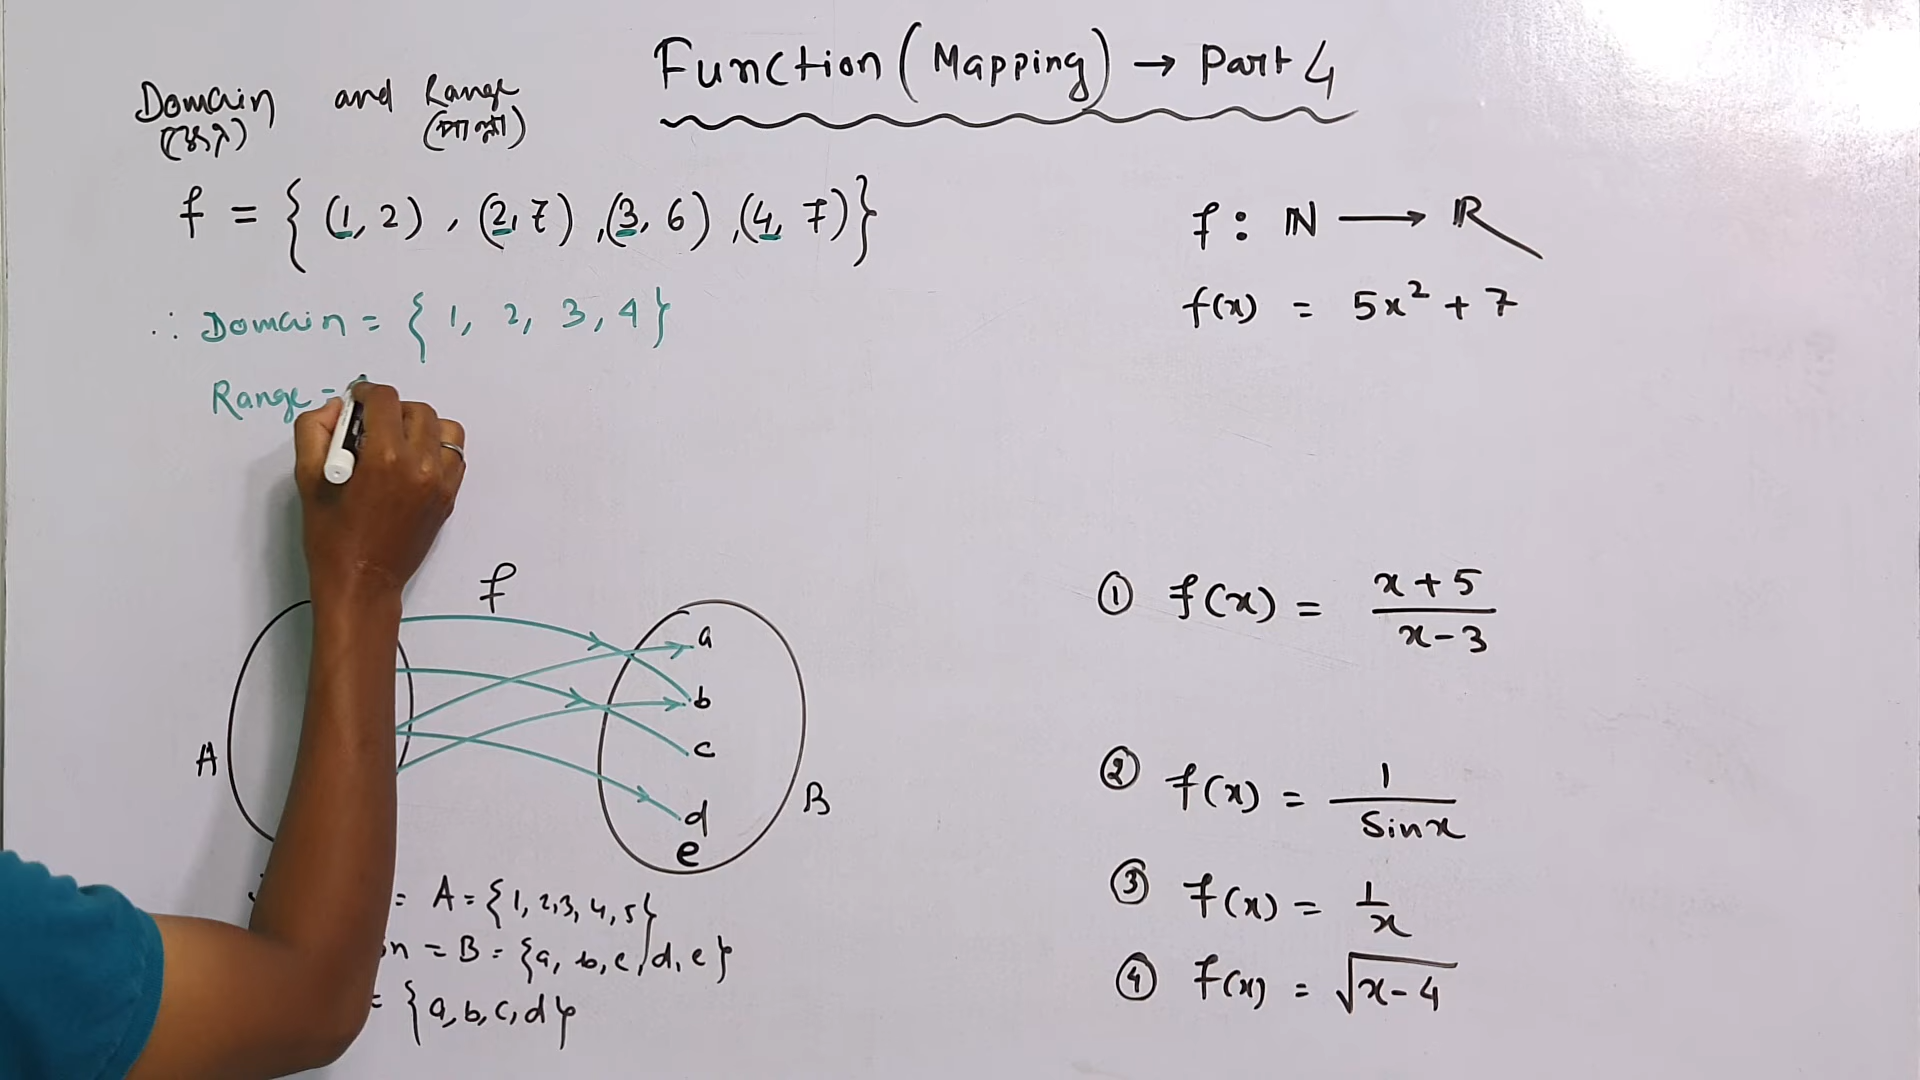 Function (Mapping) → Part 4
Domain and Range
f = { (1, 2) , (2, 7) , (3, 6) , (4, 7)}
∴ Domain = { 1, 2, 3, 4 }
Range =
f : ℕ ⟶ ℝ
f(x) = 5x² + 7
f
A
a
b
c
d
e
B
= A = {1, 2, 3, 4, 5}
= B = {a, b, c, d, e}
= {a, b, c, d}
① f(x) = (x + 5)/(x - 3)
② f(x) = 1/Sinx
③ f(x) = 1/x
④ f(x) = √(x - 4)